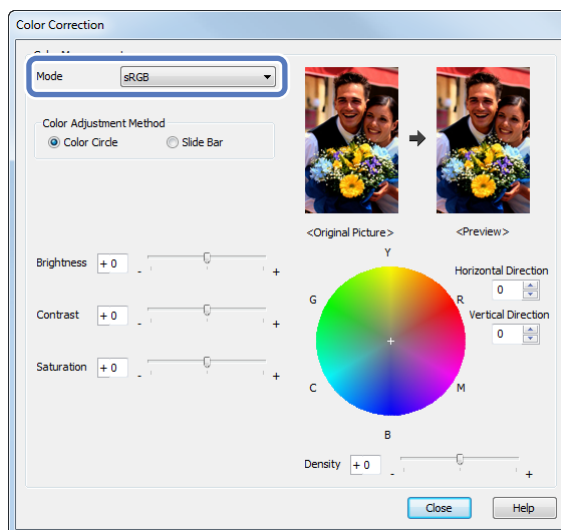 Color Correction
Mode
sRGB
Color Adjustment Method
Color Circle
Slide Bar
<Original Picture>
<Preview>
Brightness
+ 0
-
+
Contrast
+ 0
-
+
Saturation
+ 0
-
+
Y
G
R
C
M
B
Horizontal Direction
0
Vertical Direction
0
Density
+ 0
-
+
Close
Help